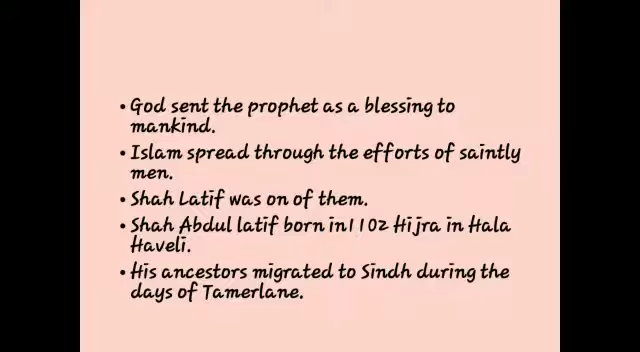 • God sent the prophet as a blessing to
mankind.
• Islam spread through the efforts of saintly
men.
• Shah Latif was on of them.
• Shah Abdul latif born in1102 Hijra in Hala
Haveli.
• His ancestors migrated to Sindh during the
days of Tamerlane.